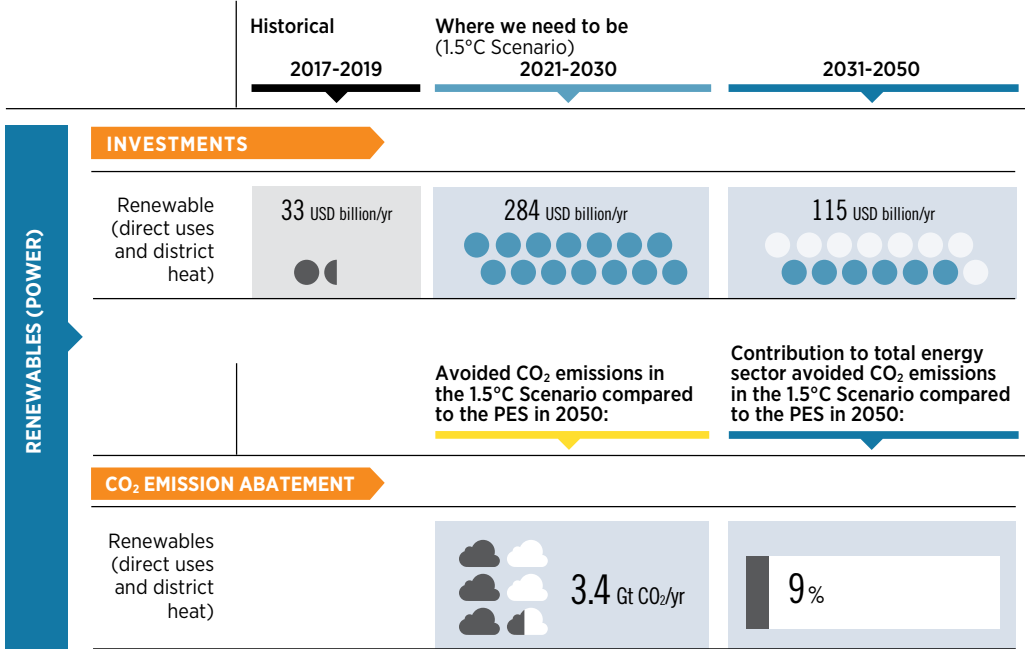 Historical
Where we need to be
(1.5°C Scenario)
2017-2019
2021-2030
2031-2050
RENEWABLES (POWER)
INVESTMENTS
Renewable
(direct uses
and district
heat)
33 USD billion/yr
284 USD billion/yr
115 USD billion/yr
Avoided CO₂ emissions in
the 1.5°C Scenario compared
to the PES in 2050:
Contribution to total energy
sector avoided CO₂ emissions
in the 1.5°C Scenario compared
to the PES in 2050:
CO₂ EMISSION ABATEMENT
Renewables
(direct uses
and district
heat)
3.4 Gt CO₂/yr
9%